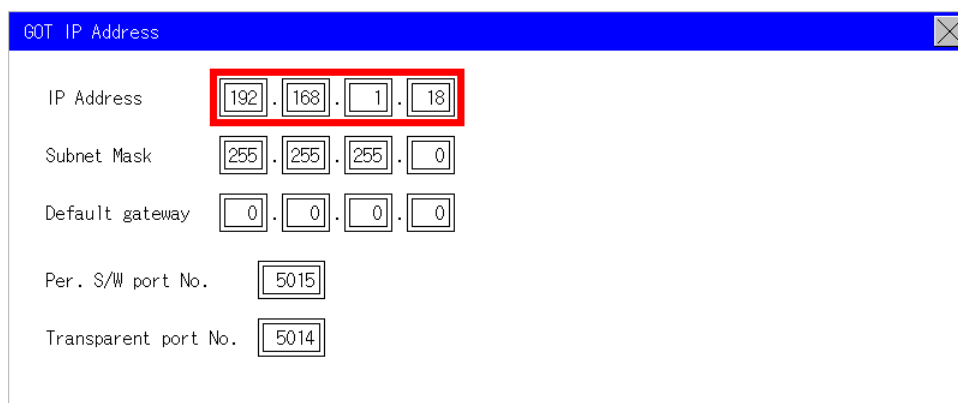 GOT IP Address
IP Address 192 . 168 . 1 . 18
Subnet Mask 255 . 255 . 255 . 0
Default gateway 0 . 0 . 0 . 0
Per. S/W port No. 5015
Transparent port No. 5014